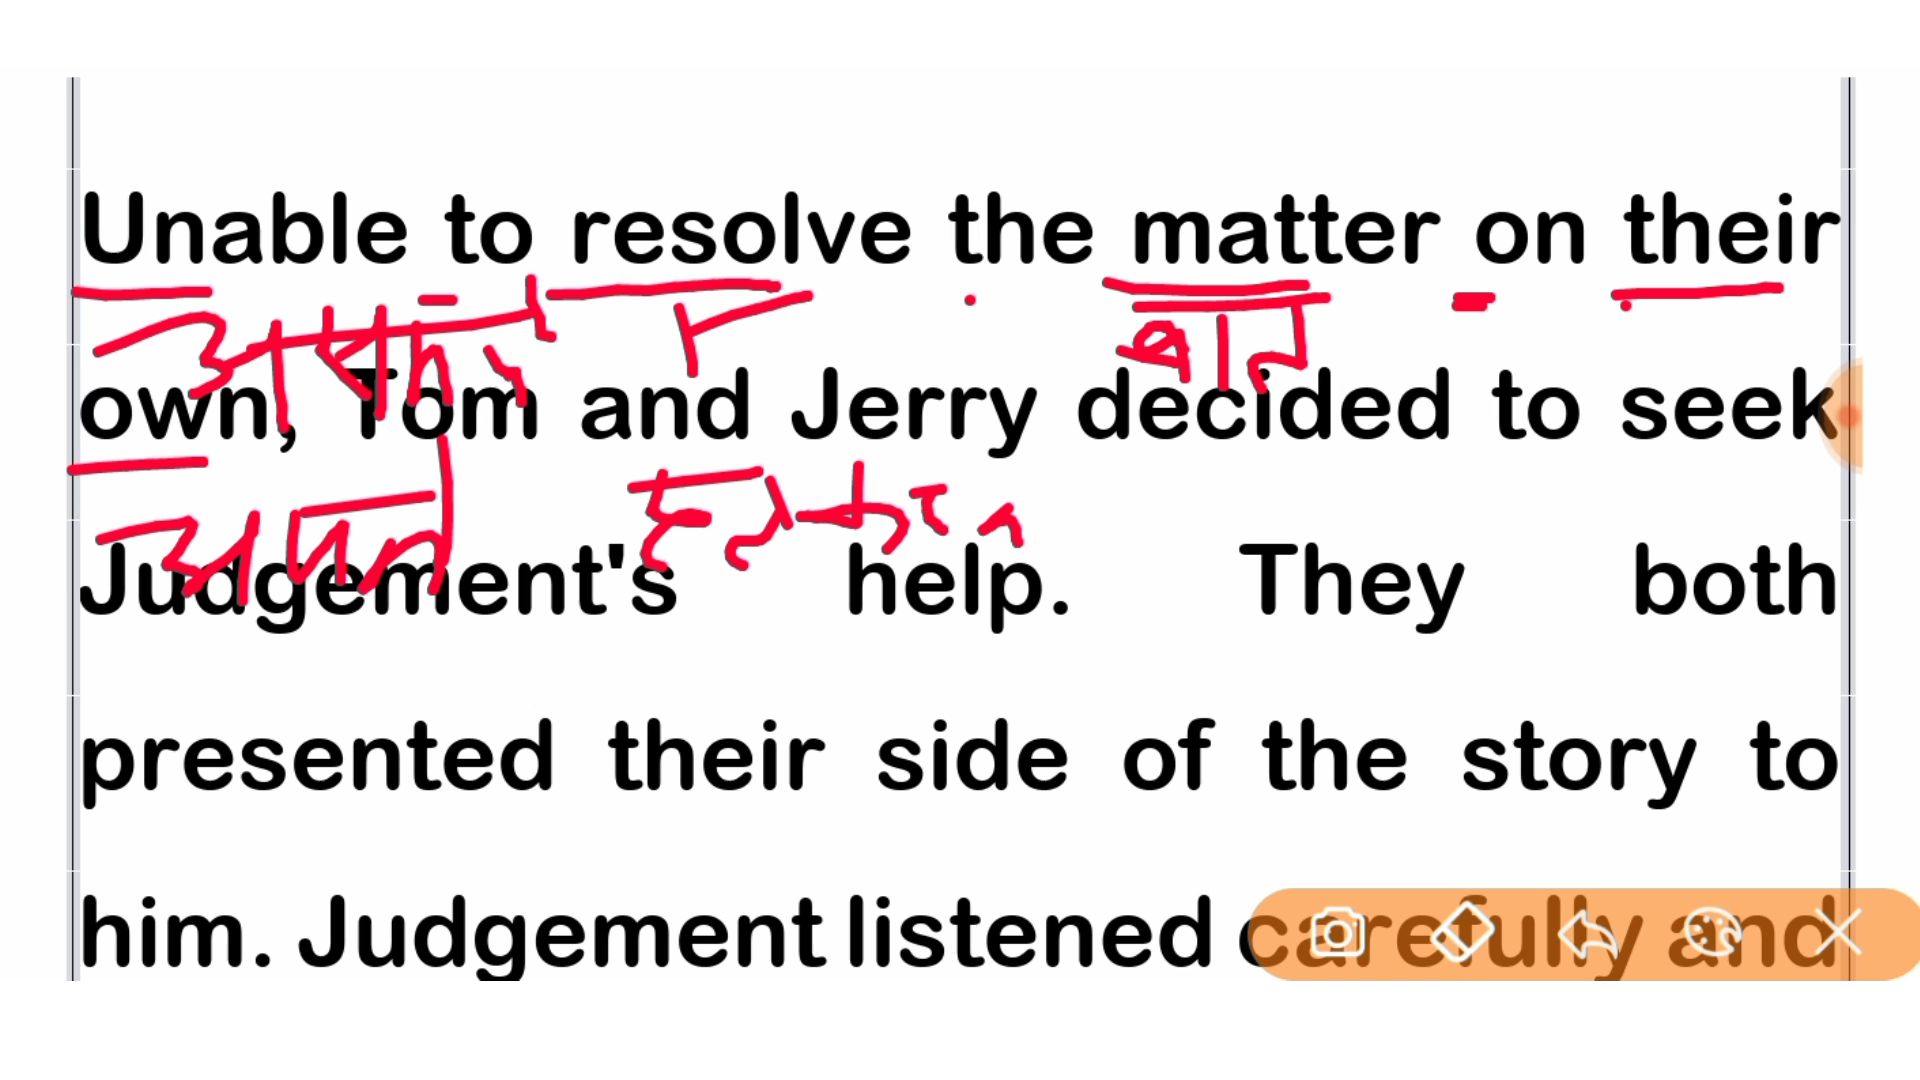 Unable to resolve the matter on their
बात
own, Tom and Jerry decided to seek
Judgement's help. They both
presented their side of the story to
him. Judgement listened carefully and